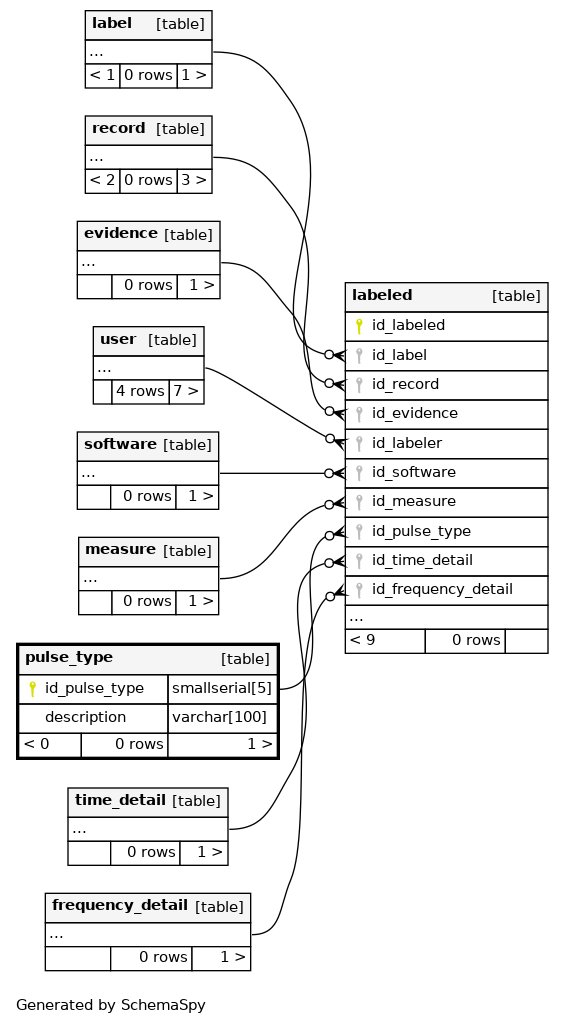 label [table]
...
< 1 0 rows 1 >
record [table]
...
< 2 0 rows 3 >
evidence [table]
...
0 rows 1 >
user [table]
...
4 rows 7 >
software [table]
...
0 rows 1 >
measure [table]
...
0 rows 1 >
pulse_type [table]
id_pulse_type smallserial[5]
description varchar[100]
< 0 0 rows 1 >
time_detail [table]
...
0 rows 1 >
frequency_detail [table]
...
0 rows 1 >
labeled [table]
id_labeled
id_label
id_record
id_evidence
id_labeler
id_software
id_measure
id_pulse_type
id_time_detail
id_frequency_detail
...
< 9 0 rows
Generated by SchemaSpy